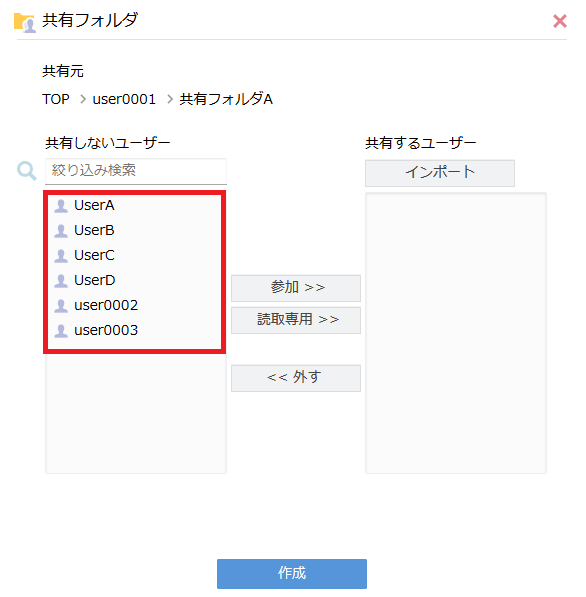 共有フォルダ
共有元
TOP > user0001 > 共有フォルダA
共有しないユーザー
絞り込み検索
UserA
UserB
UserC
UserD
user0002
user0003
参加 >>
読取専用 >>
<< 外す
共有するユーザー
インポート
作成